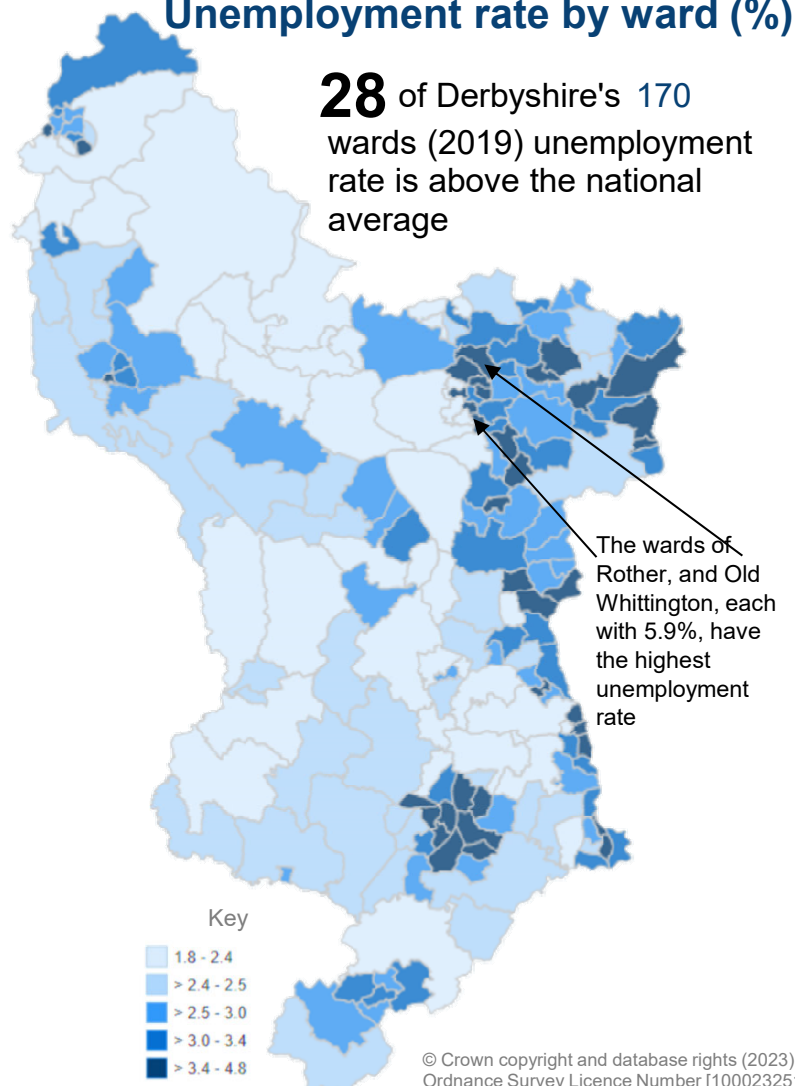 Unemployment rate by ward (%)
28 of Derbyshire's 170
wards (2019) unemployment
rate is above the national
average
The wards of
Rother, and Old
Whittington, each
with 5.9%, have
the highest
unemployment
rate
Key
1.8 - 2.4
> 2.4 - 2.5
> 2.5 - 3.0
> 3.0 - 3.4
> 3.4 - 4.8
© Crown copyright and database rights (2023)
Ordnance Survey Licence Number [10002325